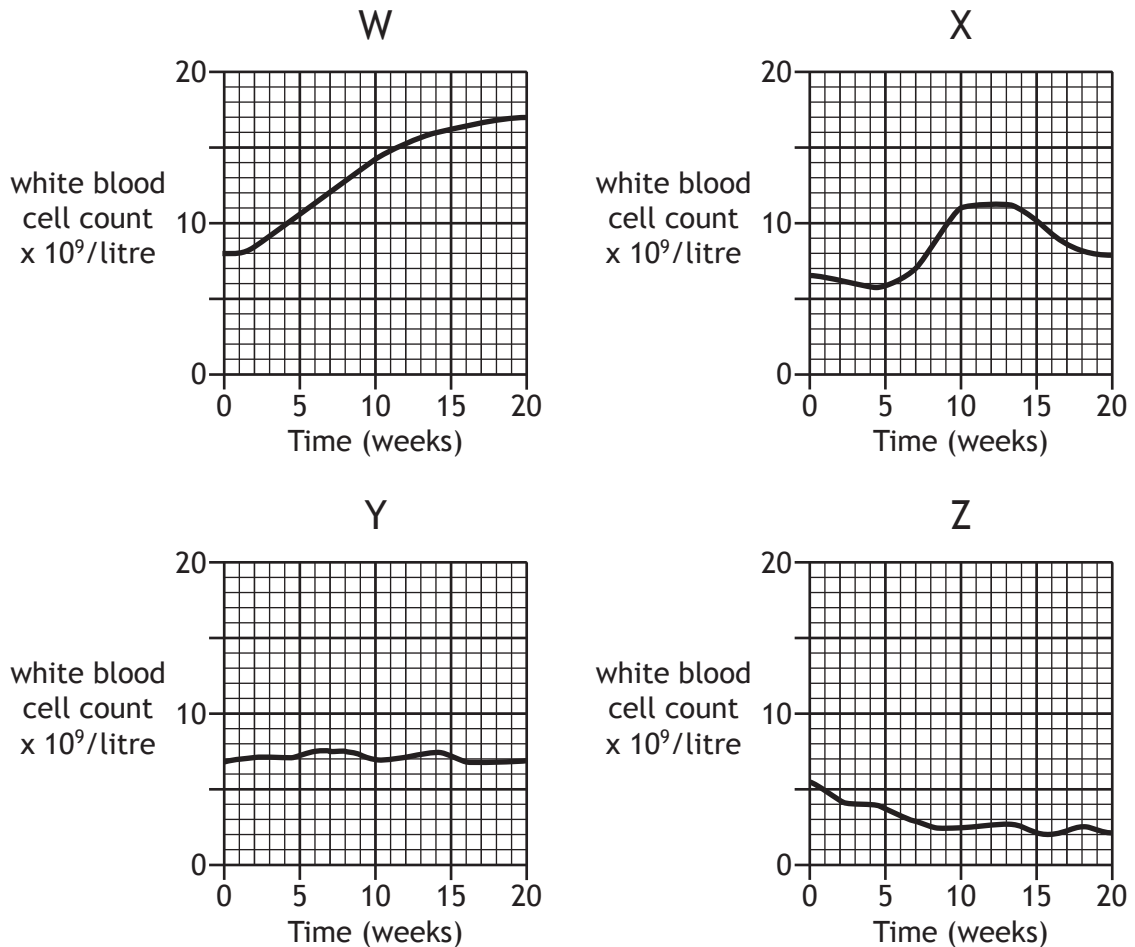 W
20
10
0
white blood
cell count
x 10⁹/litre
0 5 10 15 20
Time (weeks)
X
20
10
0
white blood
cell count
x 10⁹/litre
0 5 10 15 20
Time (weeks)
Y
20
10
0
white blood
cell count
x 10⁹/litre
0 5 10 15 20
Time (weeks)
Z
20
10
0
white blood
cell count
x 10⁹/litre
0 5 10 15 20
Time (weeks)